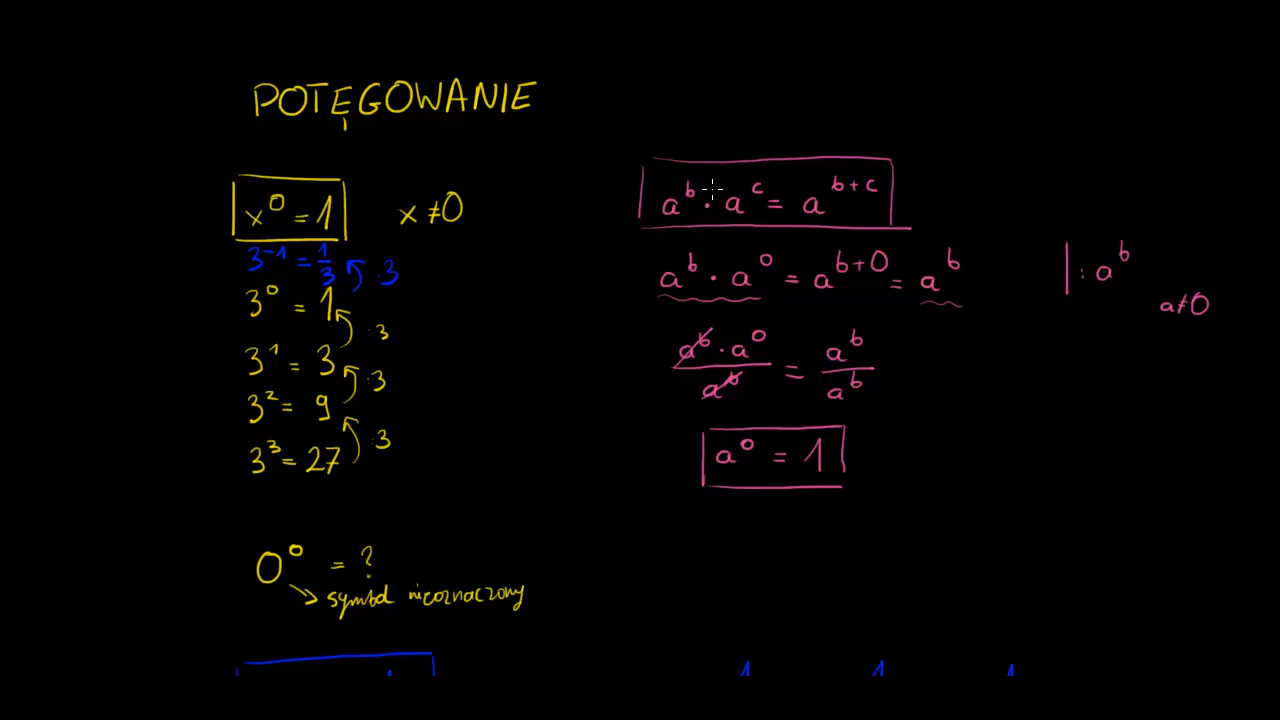 POTĘGOWANIE
x⁰ = 1 x ≠ 0
3⁻¹ = 1/3 :3
3⁰ = 1
:3
3¹ = 3
:3
3² = 9
:3
3³ = 27
0⁰ = ?
symbol nieoznaczony
aᵇ · aᶜ = aᵇ⁺ᶜ
aᵇ · a⁰ = aᵇ⁺⁰ = aᵇ | : aᵇ
a ≠ 0
aᵇ · a⁰ / aᵇ = aᵇ / aᵇ
a⁰ = 1